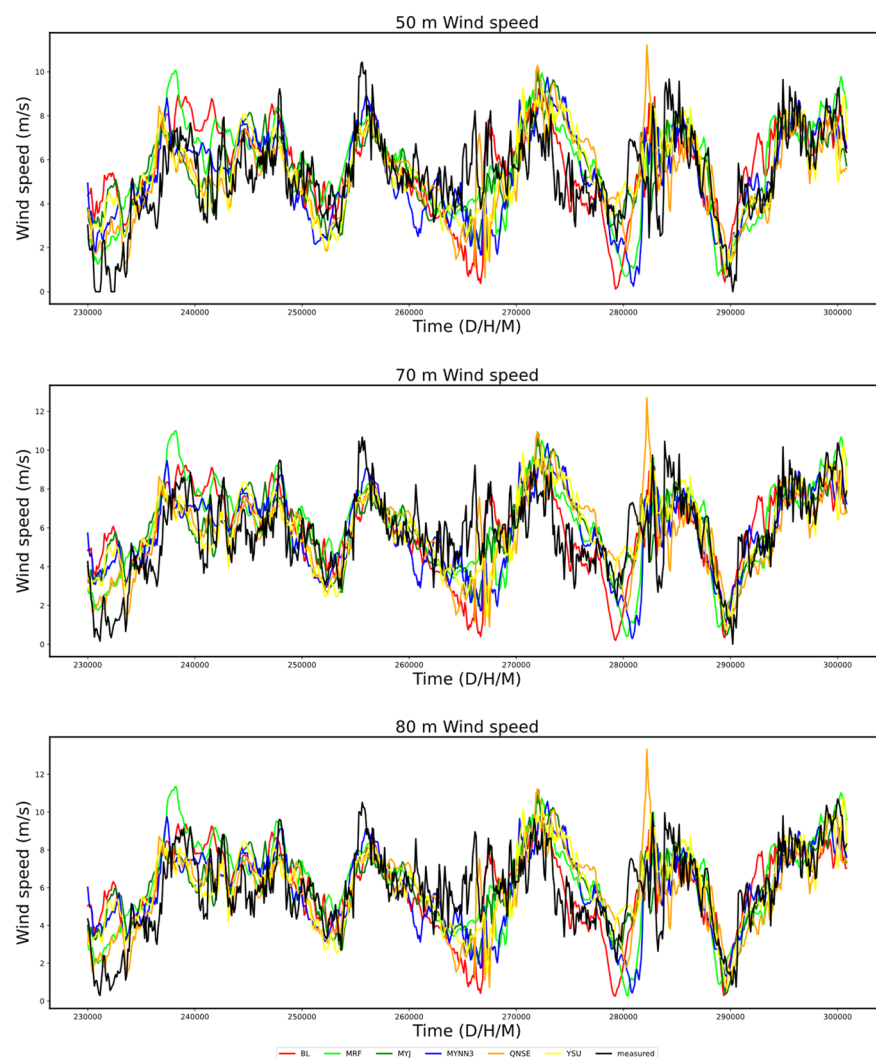 50 m Wind speed
10
8
6
4
2
0
Wind speed (m/s)
230000 240000 250000 260000 270000 280000 290000 300000
Time (D/H/M)
70 m Wind speed
12
10
8
6
4
2
0
Wind speed (m/s)
230000 240000 250000 260000 270000 280000 290000 300000
Time (D/H/M)
80 m Wind speed
12
10
8
6
4
2
0
Wind speed (m/s)
230000 240000 250000 260000 270000 280000 290000 300000
Time (D/H/M)
BL MRF MYJ MYNN3 QNSE YSU measured